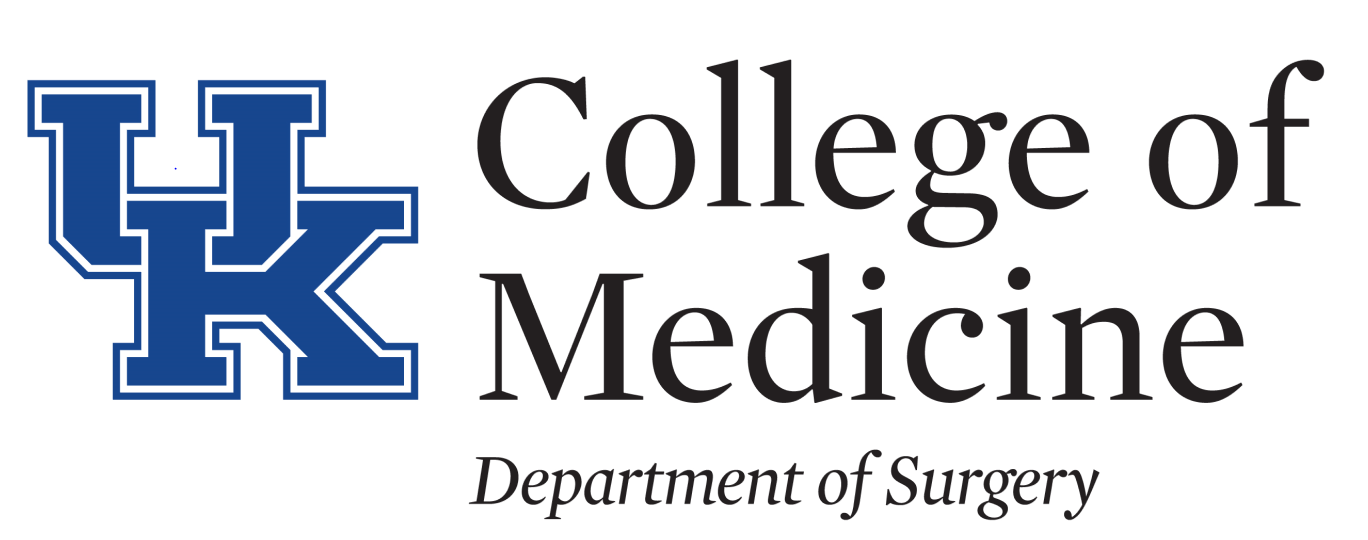 UK
College of
Medicine
Department of Surgery